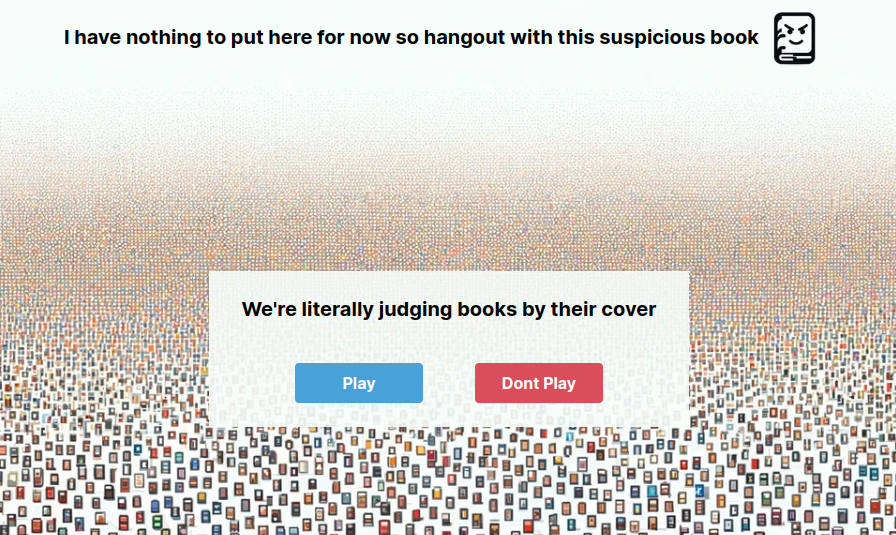 I have nothing to put here for now so hangout with this suspicious book
We're literally judging books by their cover
Play
Dont Play